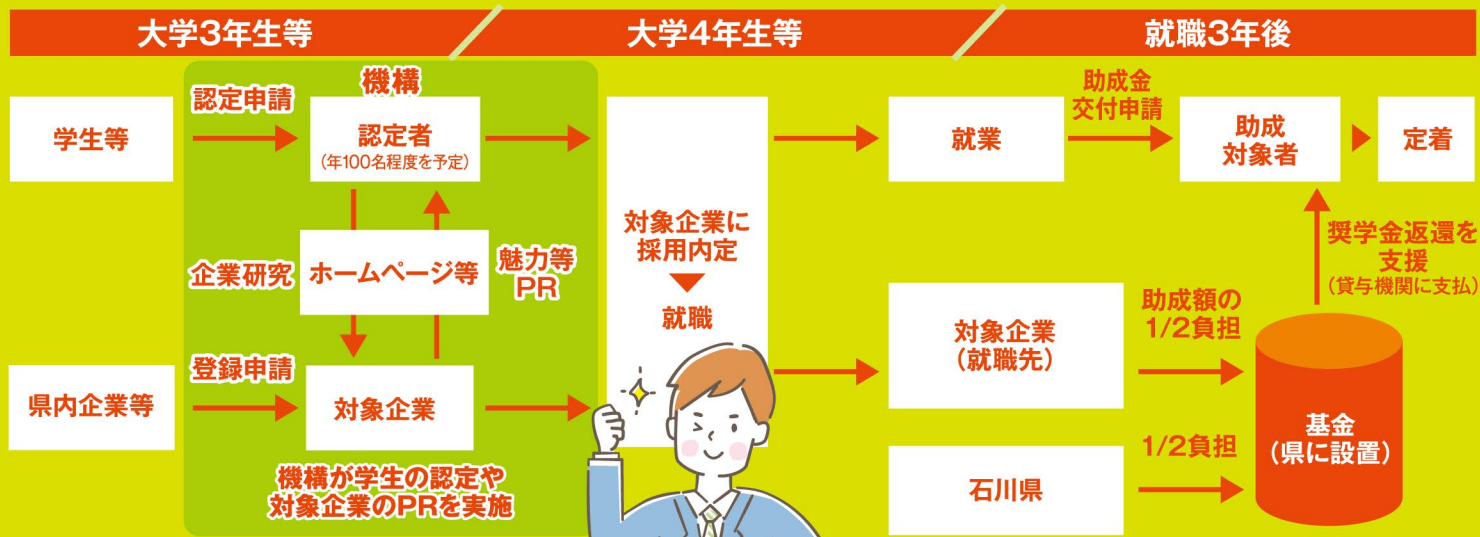 大学3年生等
大学4年生等
就職3年後
機構
学生等
認定申請
認定者
(年100名程度を予定)
企業研究
ホームページ等
魅力等
PR
県内企業等
登録申請
対象企業
機構が学生の認定や
対象企業のPRを実施
対象企業に
採用内定
就職
就業
助成金
交付申請
助成
対象者
定着
奨学金返還を
支援
(貸与機関に支払)
対象企業
(就職先)
助成額の
1/2負担
石川県
1/2負担
基金
(県に設置)